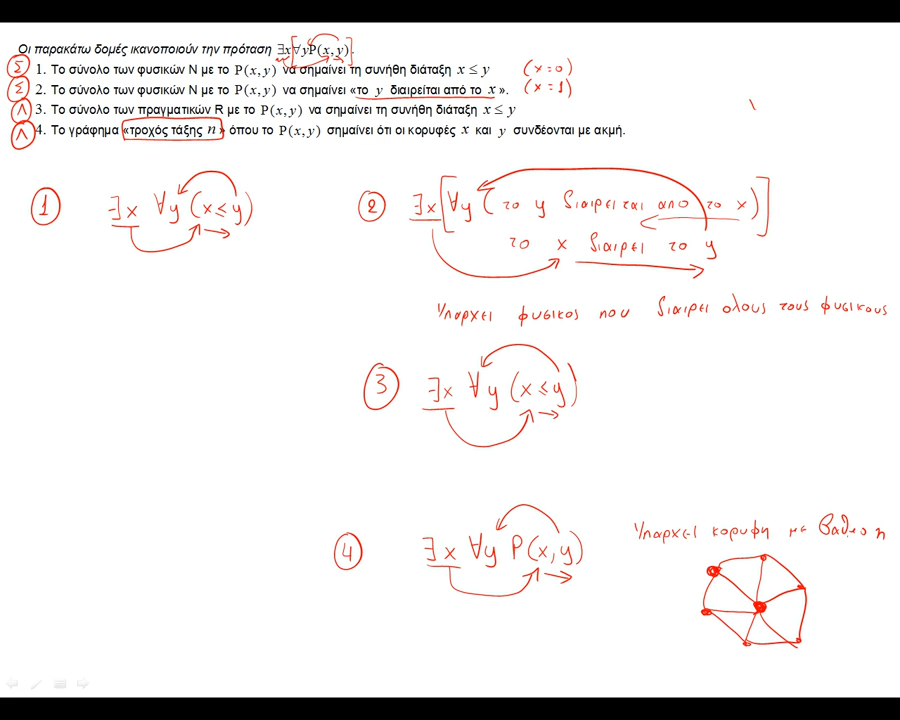 Οι παρακάτω δομές ικανοποιούν την πρόταση ∃x∀yP(x, y).
Σ 1. Το σύνολο των φυσικών Ν με το P(x, y) να σημαίνει τη συνήθη διάταξη x ≤ y (x=0)
Σ 2. Το σύνολο των φυσικών Ν με το P(x, y) να σημαίνει «το y διαιρείται από το x». (x=1)
Λ 3. Το σύνολο των πραγματικών R με το P(x, y) να σημαίνει τη συνήθη διάταξη x ≤ y
Λ 4. Το γράφημα «τροχός τάξης n» όπου το P(x, y) σημαίνει ότι οι κορυφές x και y συνδέονται με ακμή.
1 ∃x ∀y (x≤y)
2 ∃x [∀y (το y διαιρειται απο το x)]
το x διαιρει το y
Υπαρχει φυσικος που διαιρει ολους τους φυσικους
3 ∃x ∀y (x≤y)
4 ∃x ∀y P(x, y)
Υπαρχει κορυφη με βαθμο n